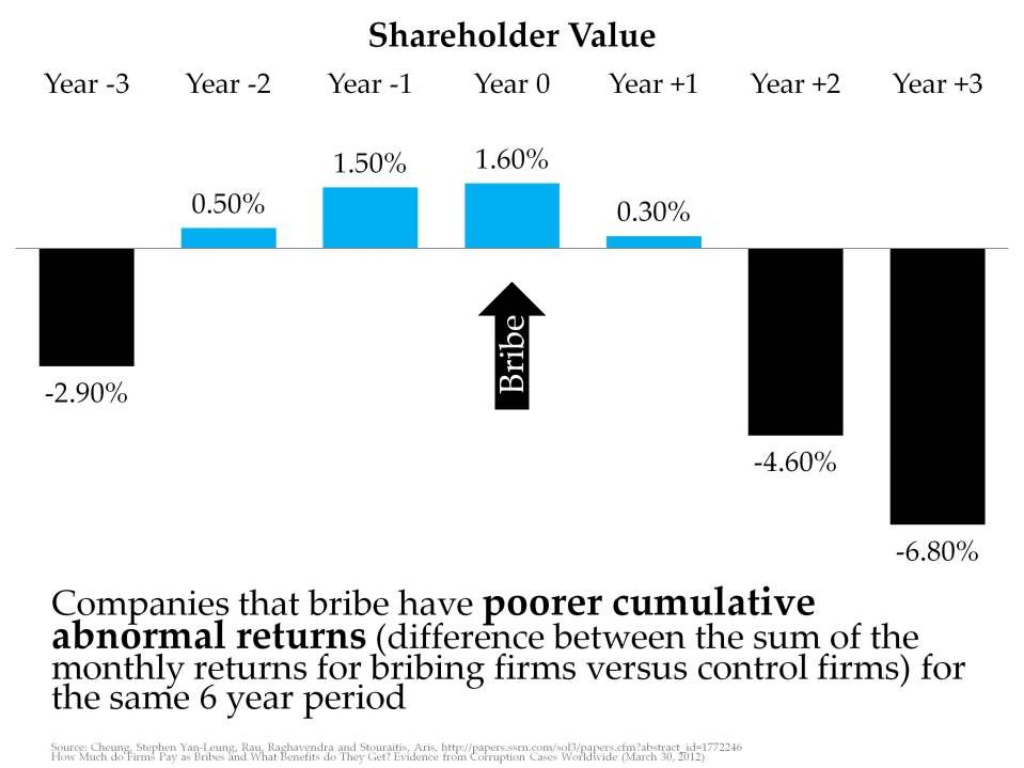 Shareholder Value
Year -3 Year -2 Year -1 Year 0 Year +1 Year +2 Year +3
1.50% 1.60%
0.50% 0.30%
Bribe
-2.90%
-4.60%
-6.80%
Companies that bribe have poorer cumulative
abnormal returns (difference between the sum of the
monthly returns for bribing firms versus control firms) for
the same 6 year period
Source: Cheung, Stephen Yan-Leung, Rau, Raghavendra and Stouraitis, Aris, http://papers.ssrn.com/sol3/papers.cfm?abstract_id=1772246
How Much do Firms Pay as Bribes and What Benefits do They Get? Evidence from Corruption Cases Worldwide (March 30, 2012)